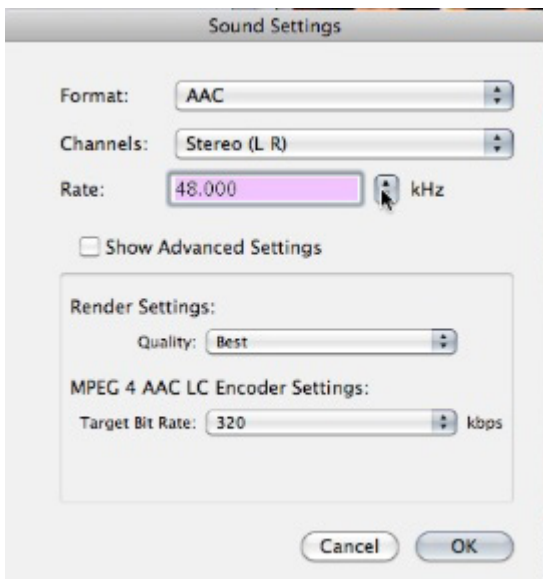 Sound Settings
Format: AAC
Channels: Stereo (L R)
Rate: 48.000 kHz
Show Advanced Settings
Render Settings:
Quality: Best
MPEG 4 AAC LC Encoder Settings:
Target Bit Rate: 320 kbps
Cancel OK